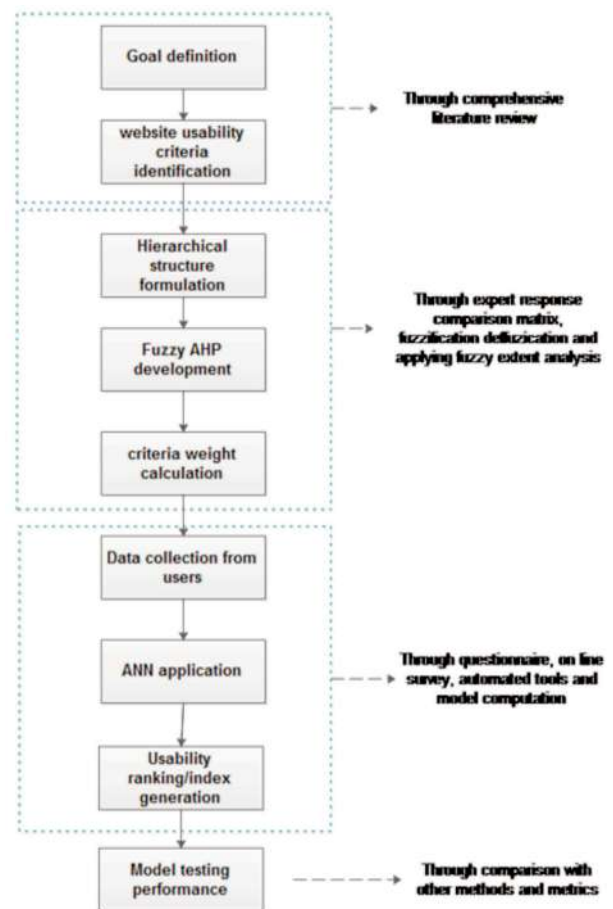 Goal definition
Through comprehensive
literature review
website usability
criteria
identification
Hierarchical
structure
formulation
Through expert response
comparison matrix,
fuzzification deffuzication and
applying fuzzy extent analysis
Fuzzy AHP
development
criteria weight
calculation
Data collection from
users
ANN application
Through questionnaire, on line
survey, automated tools and
model computation
Usability
ranking/index
generation
Model testing
performance
Through comparison with
other methods and metrics